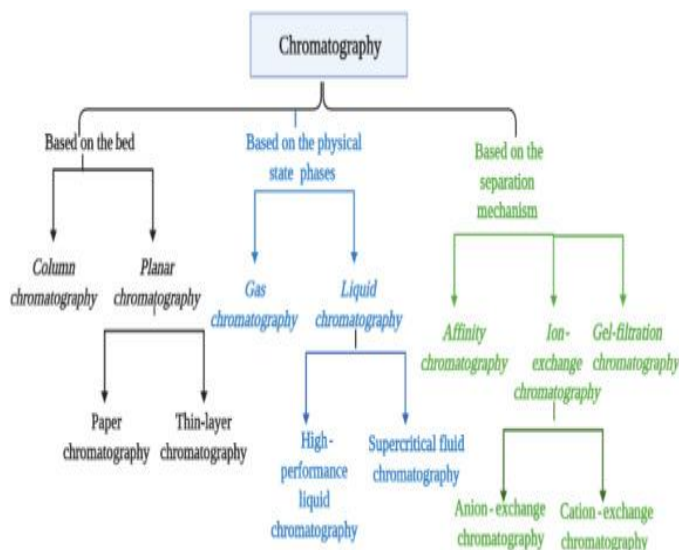 Chromatography
Based on the bed
Column
chromatography
Planar
chromatography
Paper
chromatography
Thin-layer
chromatography
Based on the physical
state phases
Gas
chromatography
Liquid
chromatography
High-
performance
liquid
chromatography
Supercritical fluid
chromatography
Based on the
separation
mechanism
Affinity
chromatography
Ion-
exchange
chromatography
Gel-filtration
chromatography
Anion-exchange
chromatography
Cation-exchange
chromatography